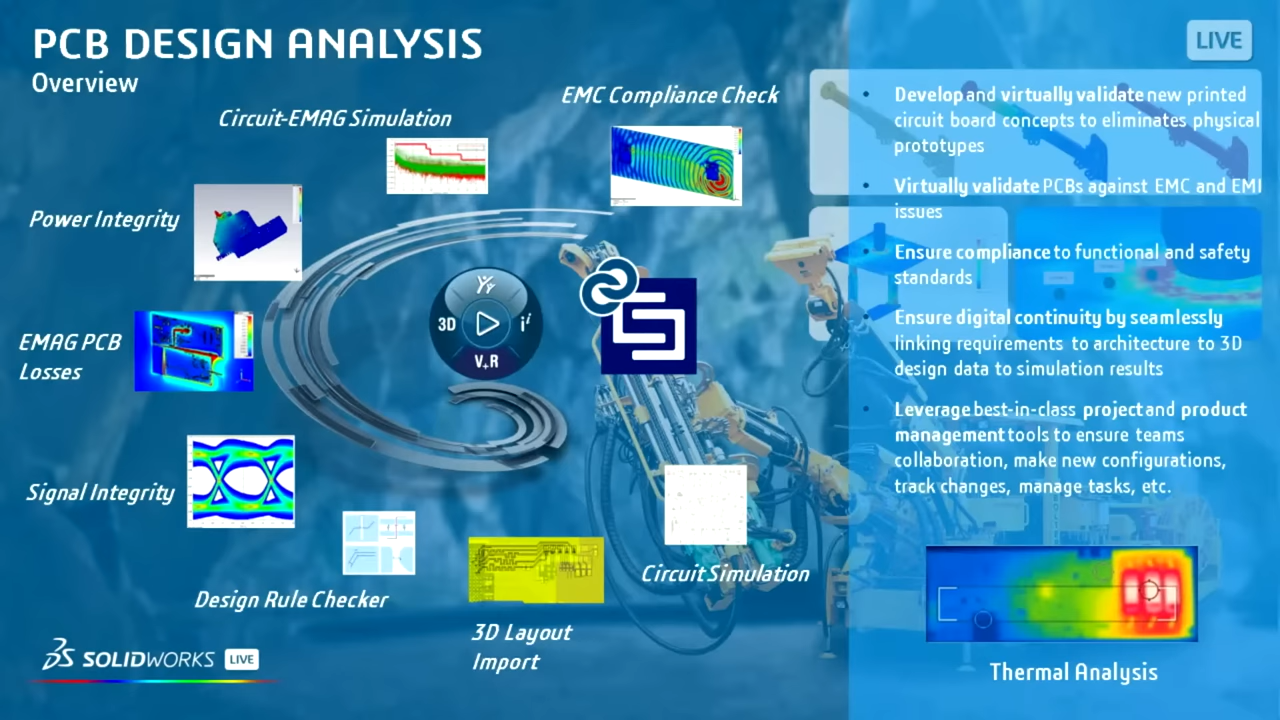 PCB DESIGN ANALYSIS
Overview
LIVE
EMC Compliance Check
Circuit-EMAG Simulation
Power Integrity
EMAG PCB
Losses
Signal Integrity
Design Rule Checker
3D Layout
Import
Circuit Simulation
3D
V+R
• Develop and virtually validate new printed
circuit board concepts to eliminates physical
prototypes
• Virtually validate PCBs against EMC and EMI
issues
• Ensure compliance to functional and safety
standards
• Ensure digital continuity by seamlessly
linking requirements to architecture to 3D
design data to simulation results
• Leverage best-in-class project and product
management tools to ensure teams
collaboration, make new configurations,
track changes, manage tasks, etc.
Thermal Analysis
SOLIDWORKS LIVE